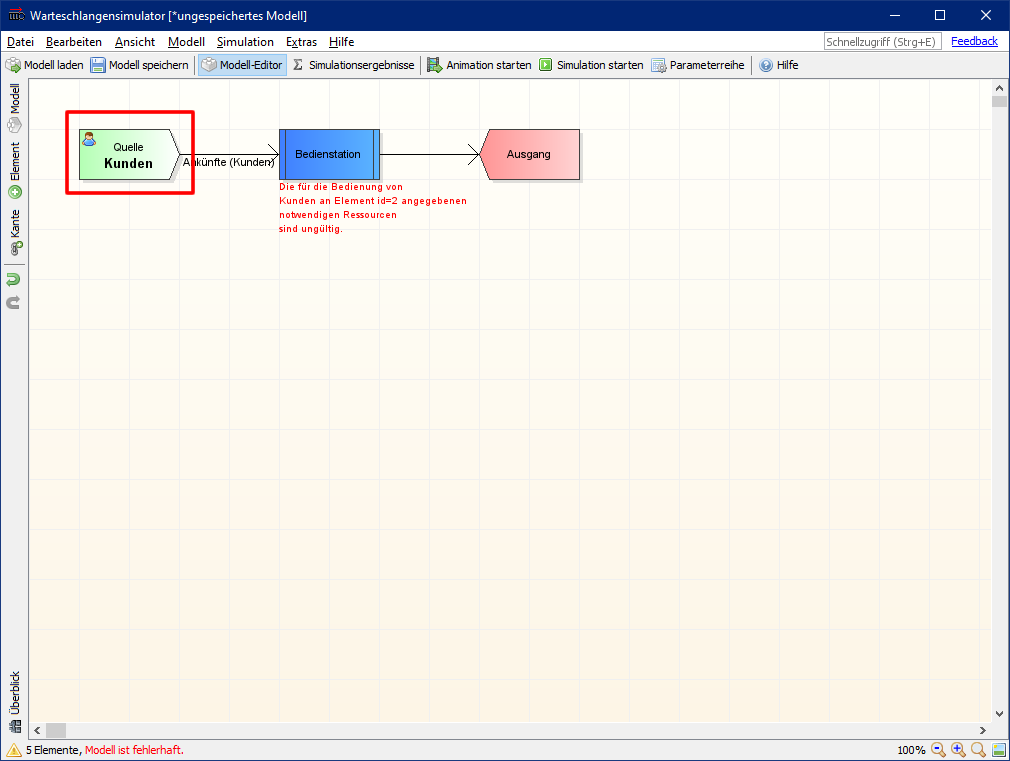 Warteschlangensimulator [*ungespeichertes Modell]
Datei Bearbeiten Ansicht Modell Simulation Extras Hilfe Schnellzugriff (Strg+E) Feedback
Modell laden Modell speichern Modell-Editor Σ Simulationsergebnisse Animation starten Simulation starten Parameterreihe Hilfe
Modell
Element
Kante
Überblick
Quelle
Kunden
Ankünfte (Kunden)
Bedienstation
Ausgang
Die für die Bedienung von
Kunden an Element id=2 angegebenen
notwendigen Ressourcen
sind ungültig.
5 Elemente, Modell ist fehlerhaft.
100%